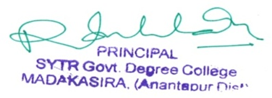 PRINCIPAL
SYTR Govt. Degree College
MADAKASIRA, (Anantapur Dist.